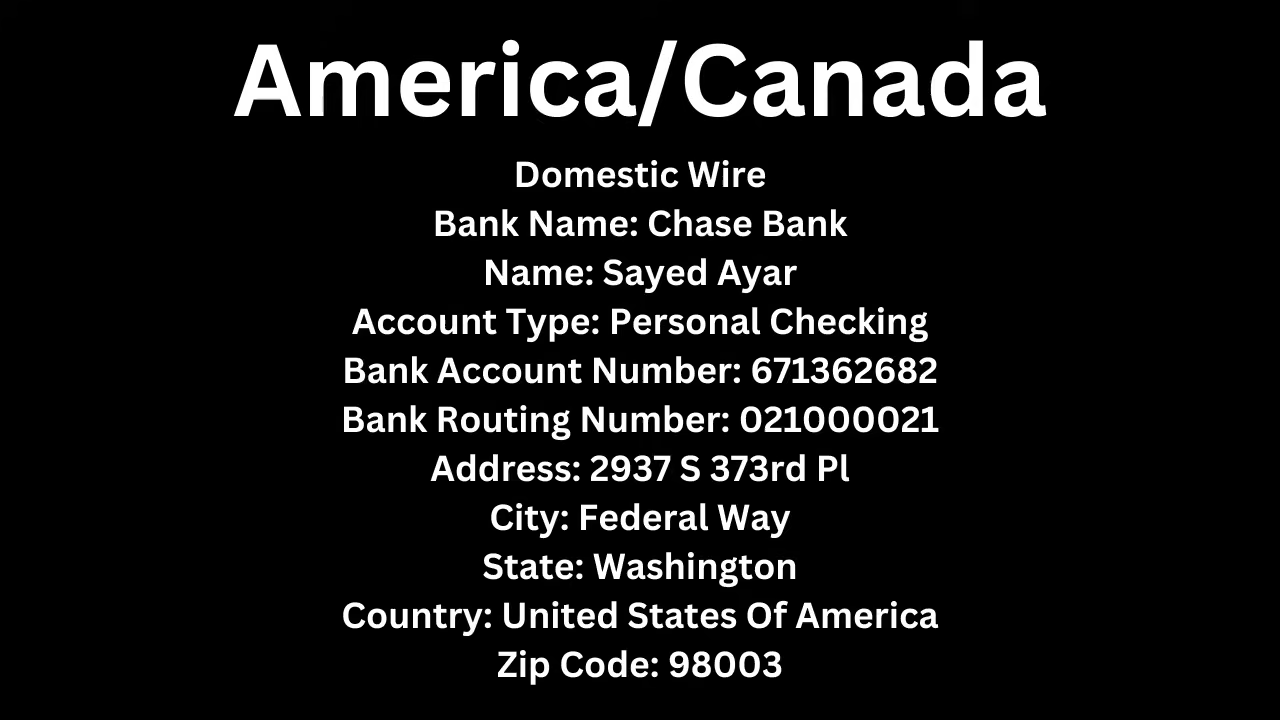 America/Canada
Domestic Wire
Bank Name: Chase Bank
Name: Sayed Ayar
Account Type: Personal Checking
Bank Account Number: 671362682
Bank Routing Number: 021000021
Address: 2937 S 373rd Pl
City: Federal Way
State: Washington
Country: United States Of America
Zip Code: 98003